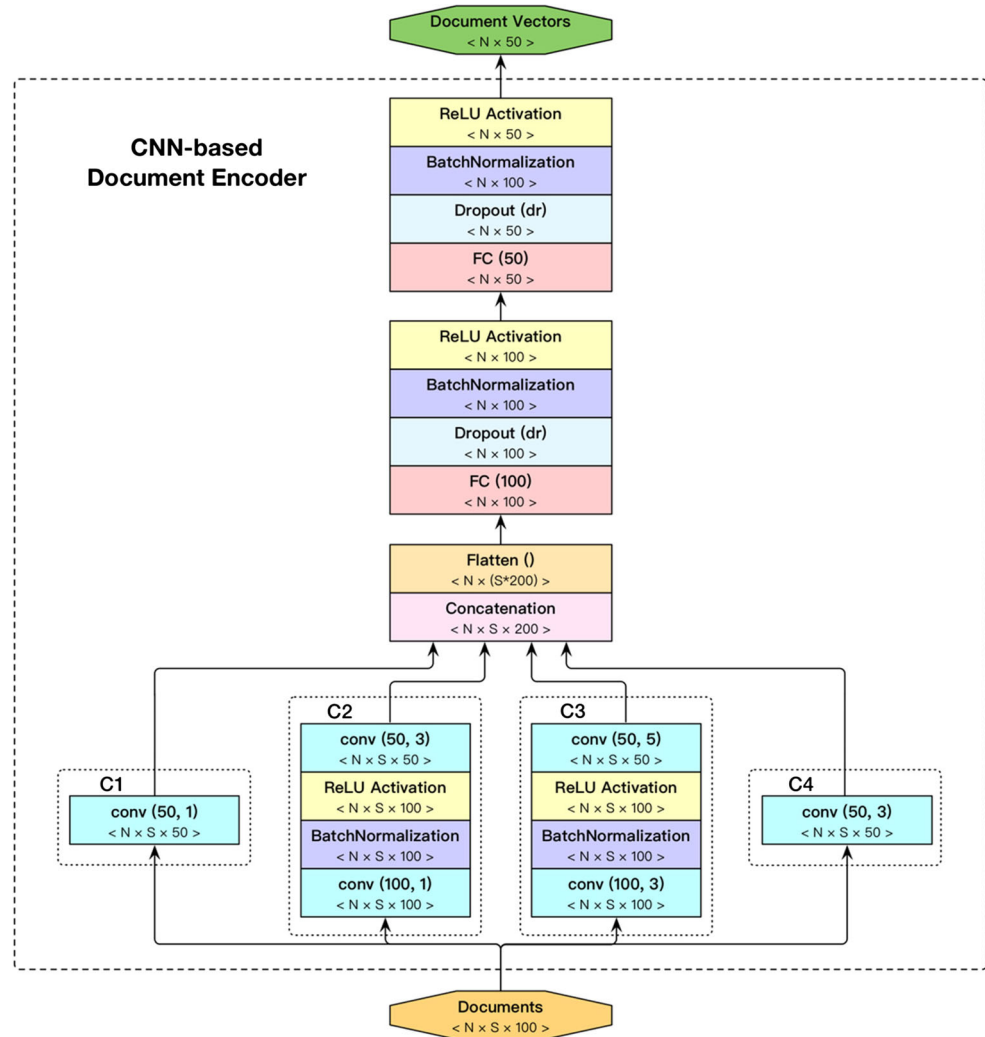 Document Vectors
< N × 50 >
CNN-based
Document Encoder
ReLU Activation
< N × 50 >
BatchNormalization
< N × 100 >
Dropout (dr)
< N × 50 >
FC (50)
< N × 50 >
ReLU Activation
< N × 100 >
BatchNormalization
< N × 100 >
Dropout (dr)
< N × 100 >
FC (100)
< N × 100 >
Flatten ()
< N × (S*200) >
Concatenation
< N × S × 200 >
C1
conv (50, 1)
< N × S × 50 >
C2
conv (50, 3)
< N × S × 50 >
ReLU Activation
< N × S × 100 >
BatchNormalization
< N × S × 100 >
conv (100, 1)
< N × S × 100 >
C3
conv (50, 5)
< N × S × 50 >
ReLU Activation
< N × S × 100 >
BatchNormalization
< N × S × 100 >
conv (100, 3)
< N × S × 100 >
C4
conv (50, 3)
< N × S × 50 >
Documents
< N × S × 100 >